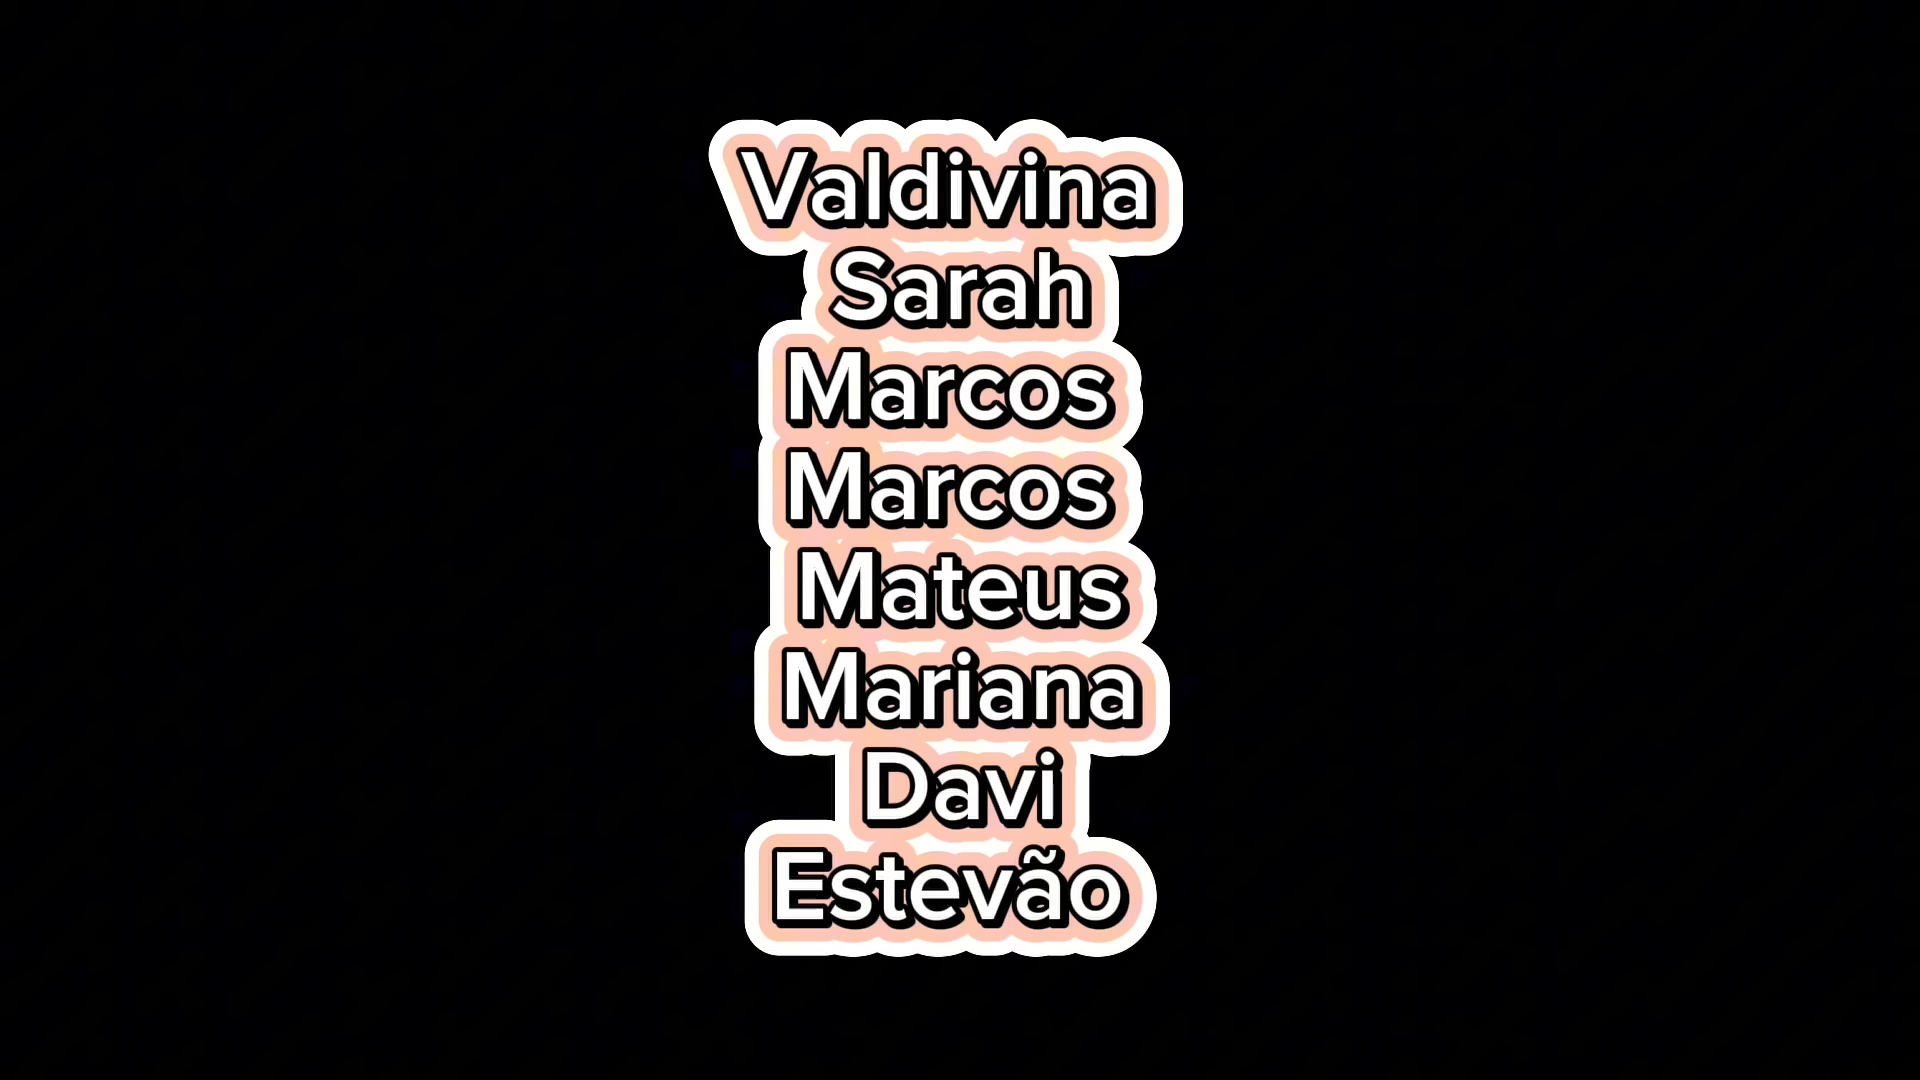 Valdivina
Sarah
Marcos
Marcos
Mateus
Mariana
Davi
Estevão